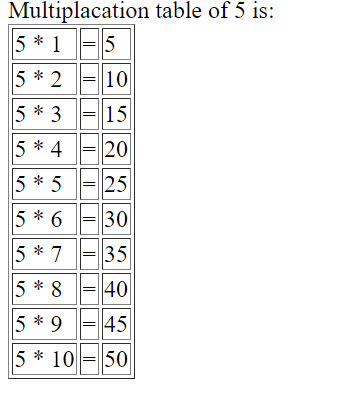 Multiplacation table of 5 is:
5 * 1 = 5
5 * 2 = 10
5 * 3 = 15
5 * 4 = 20
5 * 5 = 25
5 * 6 = 30
5 * 7 = 35
5 * 8 = 40
5 * 9 = 45
5 * 10 = 50